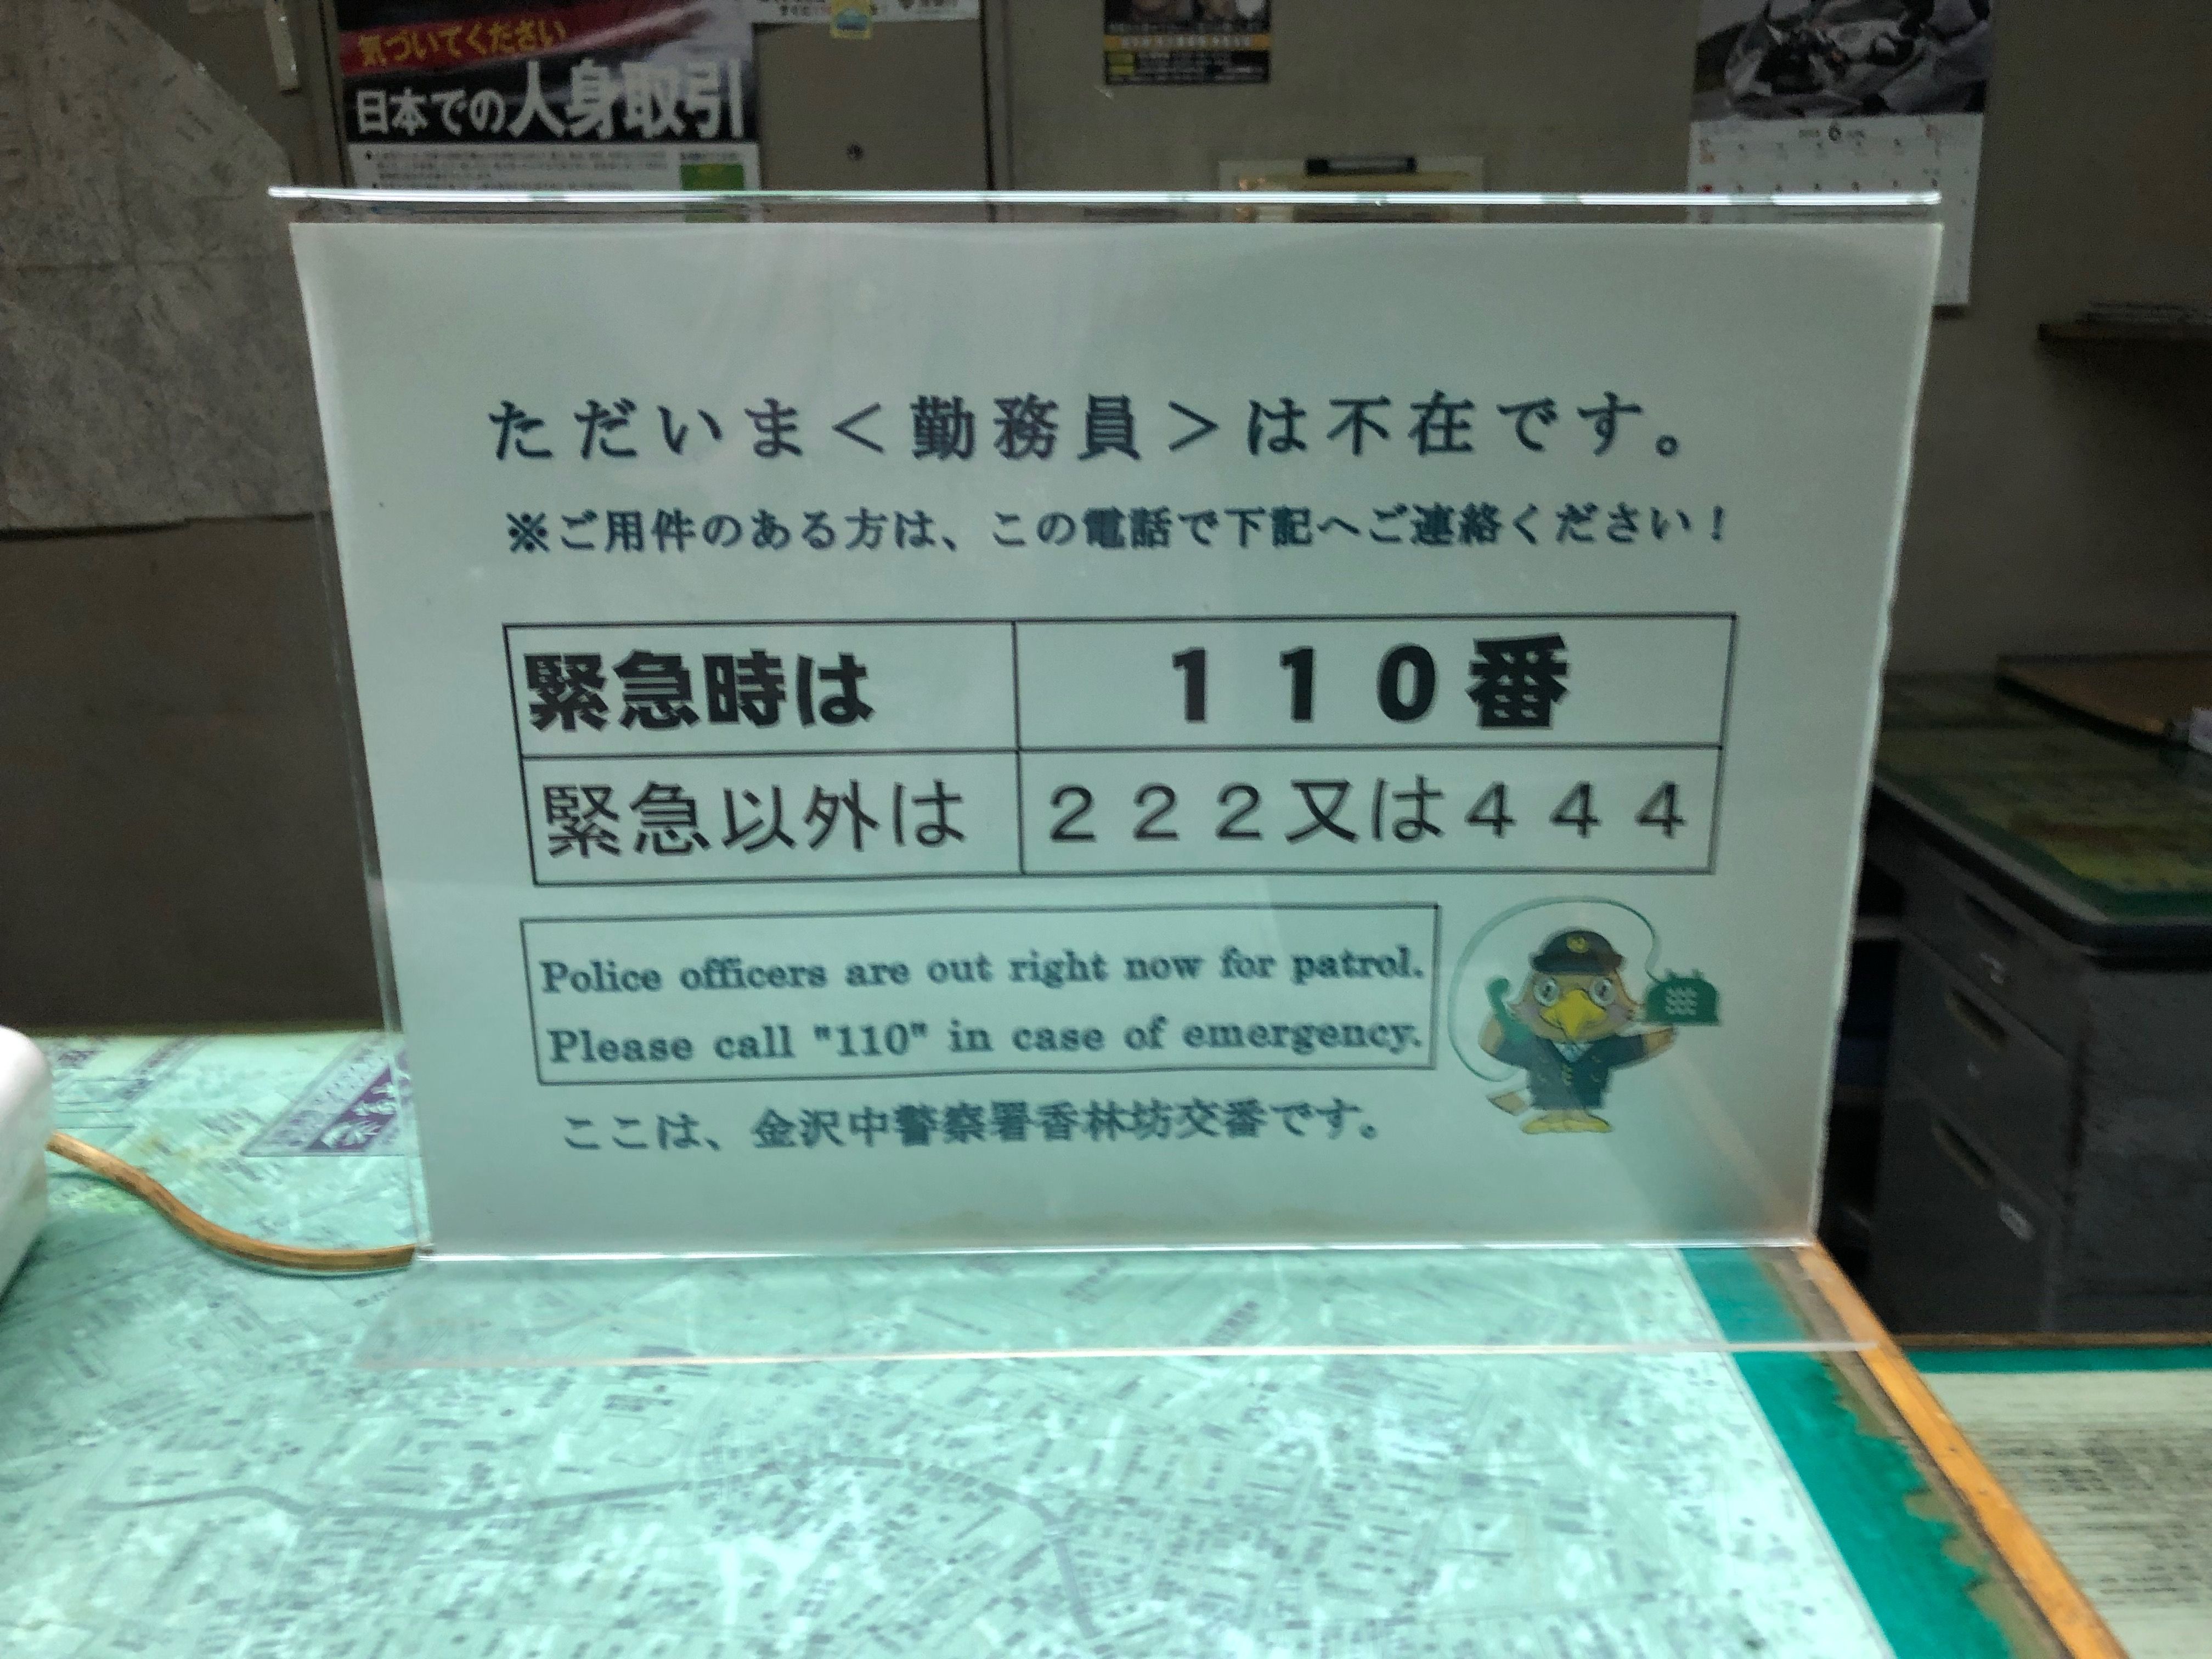 気づいてください
日本での人身取引
6
ただいま＜勤務員＞は不在です。
※ご用件のある方は、この電話で下記へご連絡ください！
緊急時は １１０番
緊急以外は ２２２又は４４４
Police officers are out right now for patrol.
Please call "110" in case of emergency.
ここは、金沢中警察署香林坊交番です。